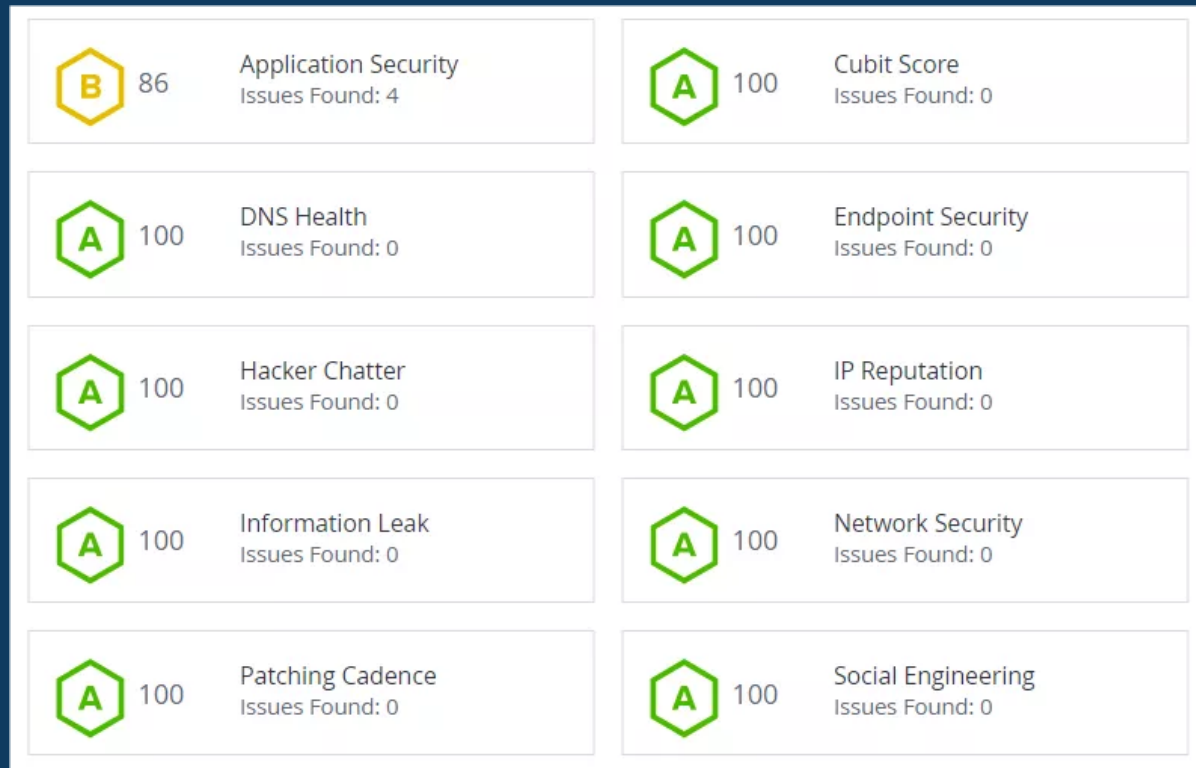 B 86 Application Security
Issues Found: 4
A 100 Cubit Score
Issues Found: 0
A 100 DNS Health
Issues Found: 0
A 100 Endpoint Security
Issues Found: 0
A 100 Hacker Chatter
Issues Found: 0
A 100 IP Reputation
Issues Found: 0
A 100 Information Leak
Issues Found: 0
A 100 Network Security
Issues Found: 0
A 100 Patching Cadence
Issues Found: 0
A 100 Social Engineering
Issues Found: 0